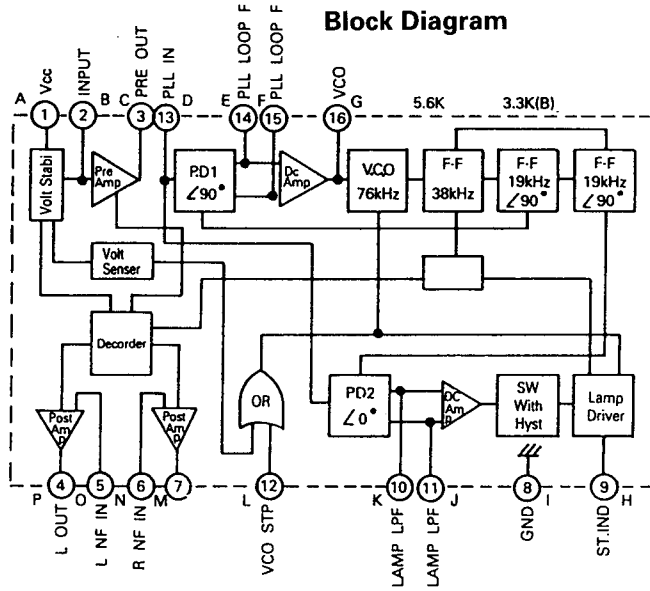 Block Diagram
Vcc
INPUT
PRE OUT
PLL IN
PLL LOOP F
PLL LOOP F
VCO
A
B
C
D
E
F
G
5.6K
3.3K(B)
1
2
3
13
14
15
16
Volt Stabi
Pre
Amp
P.D1
∠90°
Dc
Amp
V.C.O
76kHz
F·F
38kHz
F·F
19kHz
∠90°
F·F
19kHz
∠90°
Volt
Senser
Decorder
OR
PD2
∠0°
DC
Am
p
SW
With
Hyst
Lamp
Driver
Post
Am
p
Post
Am
p
4
5
6
7
12
10
11
8
9
P
O
N
M
L
K
J
I
H
L OUT
L NF IN
R NF IN
VCO STP
LAMP LPF
LAMP LPF
GND
ST.IND